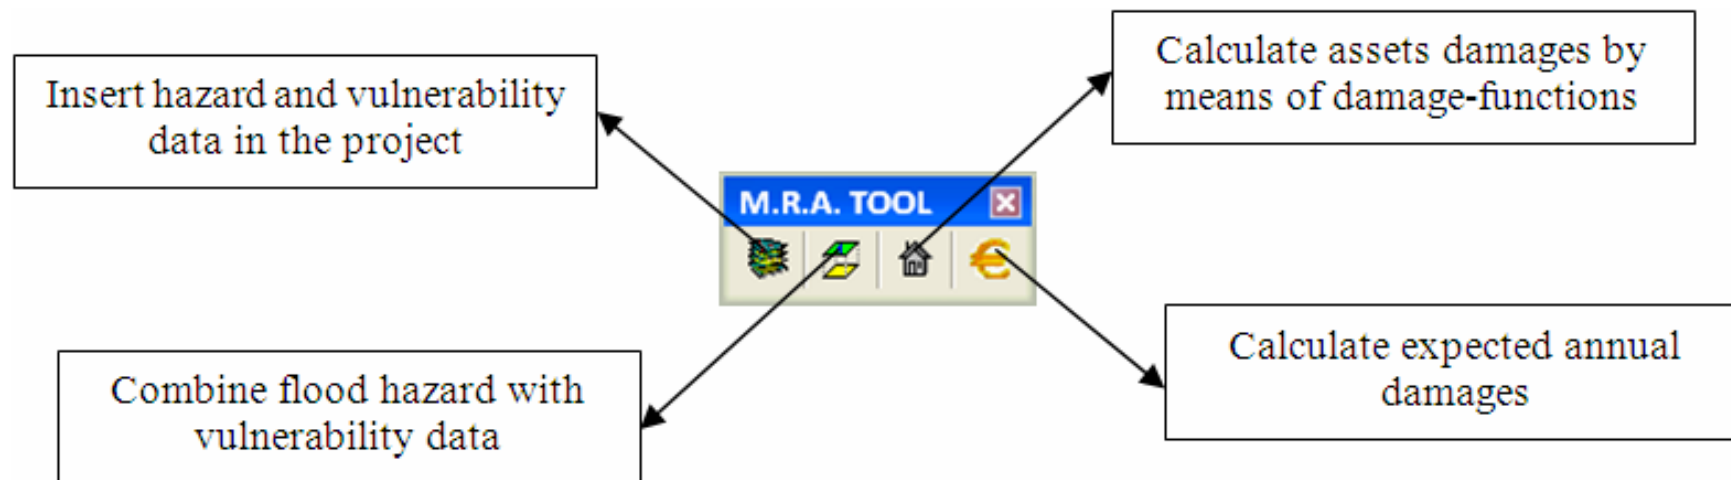 Insert hazard and vulnerability
data in the project
Calculate assets damages by
means of damage-functions
M.R.A. TOOL
Combine flood hazard with
vulnerability data
Calculate expected annual
damages